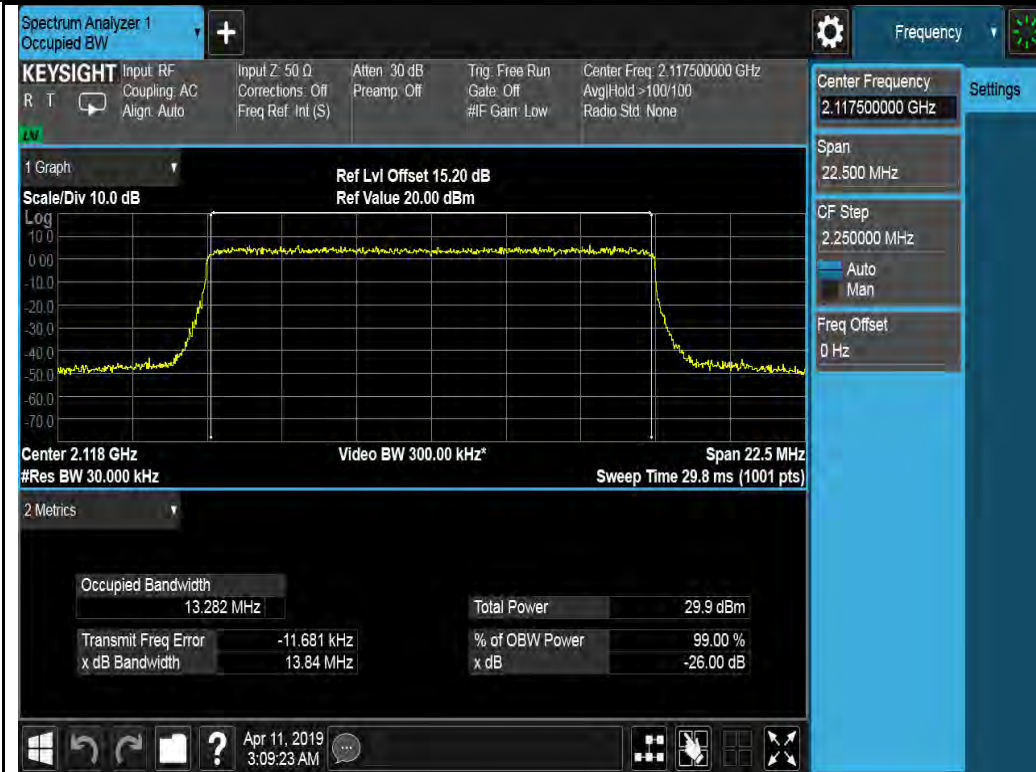 Spectrum Analyzer 1
Occupied BW
+
Frequency
KEYSIGHT
R T
Input: RF
Coupling: AC
Align: Auto
Input Z: 50 Ω
Corrections: Off
Freq Ref: Int (S)
Atten: 30 dB
Preamp: Off
Trig: Free Run
Gate: Off
#IF Gain: Low
Center Freq: 2.117500000 GHz
Avg|Hold >100/100
Radio Std: None
Center Frequency
2.117500000 GHz
Settings
Span
22.500 MHz
CF Step
2.250000 MHz
Auto
Man
Freq Offset
0 Hz
1 Graph
Scale/Div 10.0 dB
Ref Lvl Offset 15.20 dB
Ref Value 20.00 dBm
Log
10.0
0.00
-10.0
-20.0
-30.0
-40.0
-50.0
-60.0
-70.0
Center 2.118 GHz
Video BW 300.00 kHz*
Span 22.5 MHz
#Res BW 30.000 kHz
Sweep Time 29.8 ms (1001 pts)
2 Metrics
Occupied Bandwidth
13.282 MHz
Total Power 29.9 dBm
Transmit Freq Error -11.681 kHz
% of OBW Power 99.00 %
x dB Bandwidth 13.84 MHz
x dB -26.00 dB
?
Apr 11, 2019
3:09:23 AM